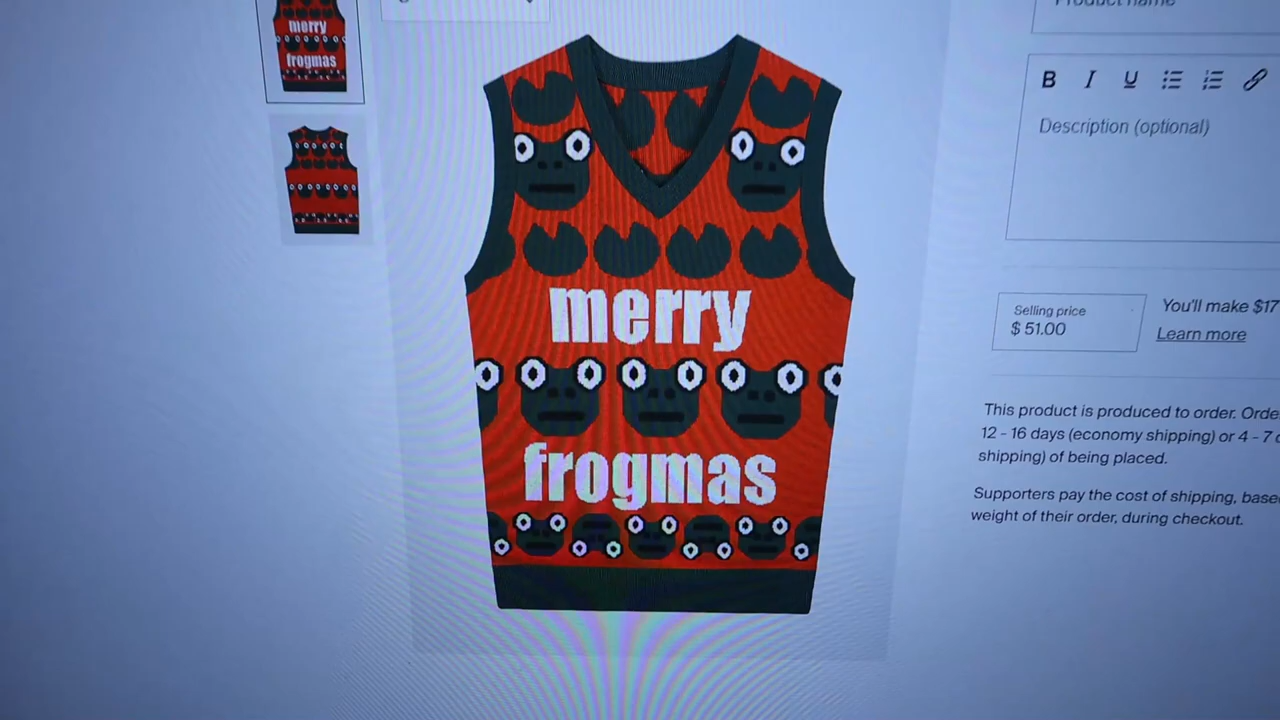 merry
frogmas
merry
frogmas
Product name
B I U
Description (optional)
Selling price
$ 51.00
You'll make $17
Learn more
This product is produced to order. Orde
12 - 16 days (economy shipping) or 4 - 7
shipping) of being placed.
Supporters pay the cost of shipping, base
weight of their order, during checkout.